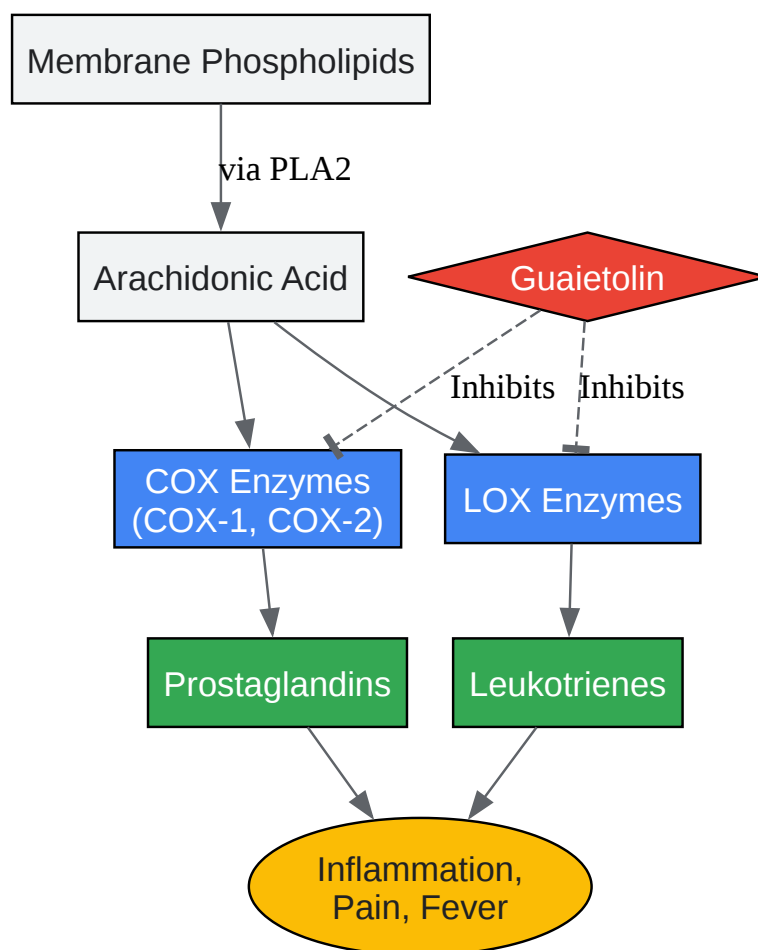 Membrane Phospholipids
via PLA2
Arachidonic Acid
Guaietolin
Inhibits
Inhibits
COX Enzymes
(COX-1, COX-2)
LOX Enzymes
Prostaglandins
Leukotrienes
Inflammation,
Pain, Fever